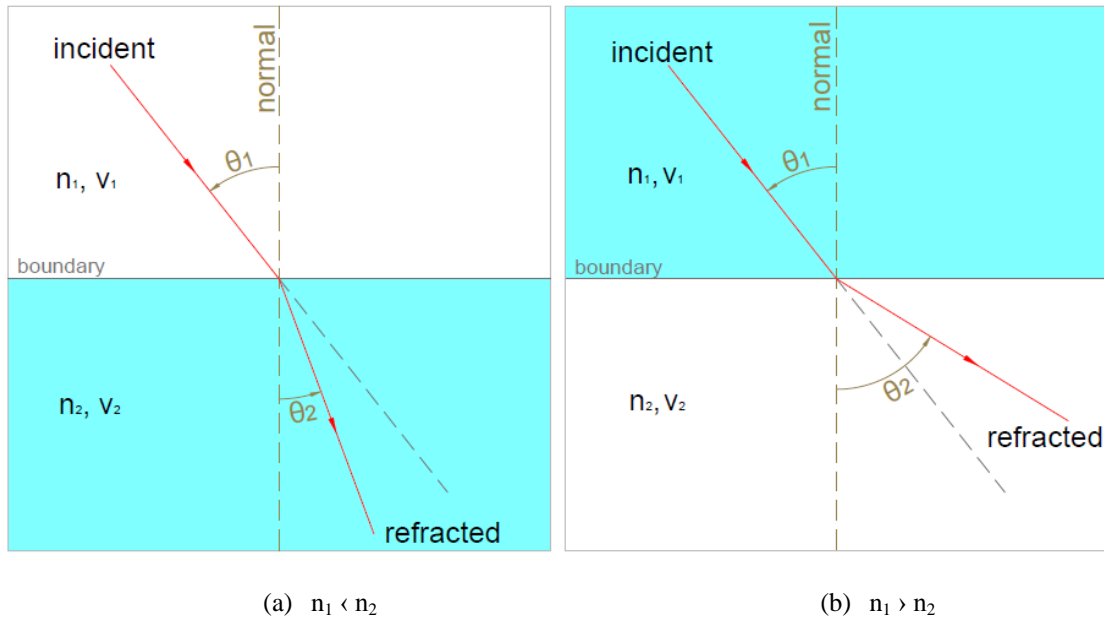 incident
normal
θ₁
n₁, v₁
boundary
n₂, v₂
θ₂
refracted
incident
normal
θ₁
n₁, v₁
n₂, v₂
θ₂
refracted
(a) n₁ ‹ n₂
(b) n₁ › n₂